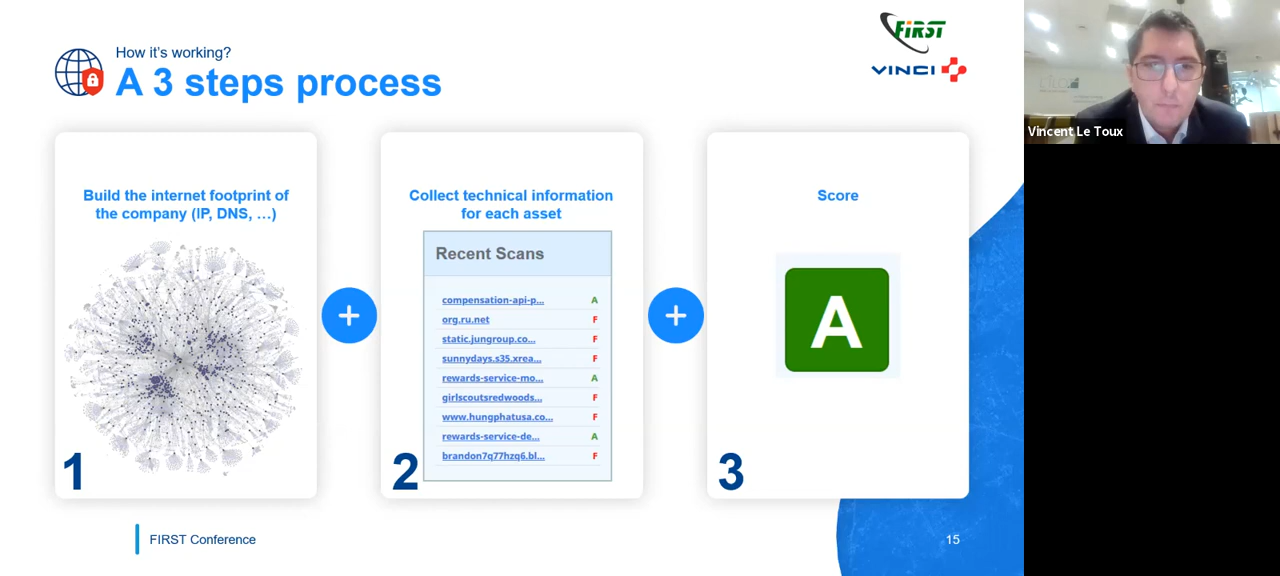 How it's working?
A 3 steps process
FiRST
VINCI
Vincent Le Toux
Build the internet footprint of
the company (IP, DNS, …)
1
Collect technical information
for each asset
Recent Scans
compensation-api-p... A
org.ru.net F
static.jungroup.co... F
sunnydays.s35.xrea... F
rewards-service-mo... A
girlscoutsredwoods... F
www.hungphatusa.co... F
rewards-service-de... A
brandon7q77hzq6.bl... F
2
Score
A
3
FIRST Conference
15